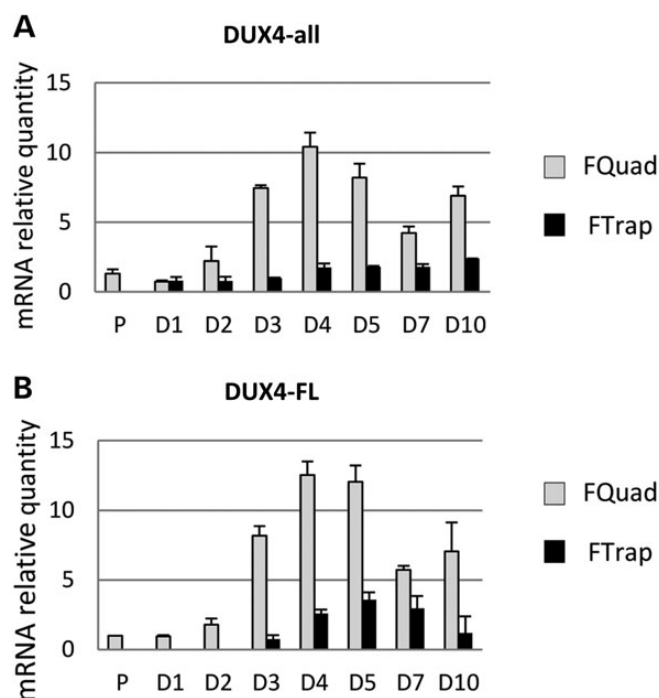 A
DUX4-all
mRNA relative quantity
15
10
5
0
P D1 D2 D3 D4 D5 D7 D10
FQuad
FTrap
B
DUX4-FL
mRNA relative quantity
15
10
5
0
P D1 D2 D3 D4 D5 D7 D10
FQuad
FTrap